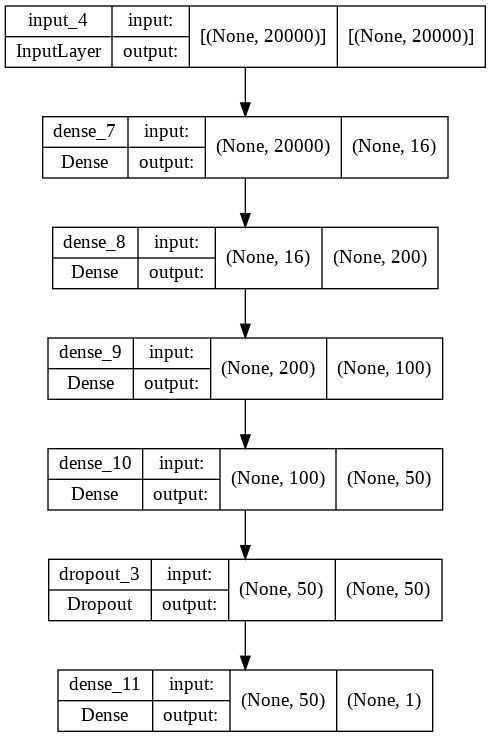 input_4 input: [(None, 20000)] [(None, 20000)]
InputLayer output:
dense_7 input: (None, 20000) (None, 16)
Dense output:
dense_8 input: (None, 16) (None, 200)
Dense output:
dense_9 input: (None, 200) (None, 100)
Dense output:
dense_10 input: (None, 100) (None, 50)
Dense output:
dropout_3 input: (None, 50) (None, 50)
Dropout output:
dense_11 input: (None, 50) (None, 1)
Dense output: